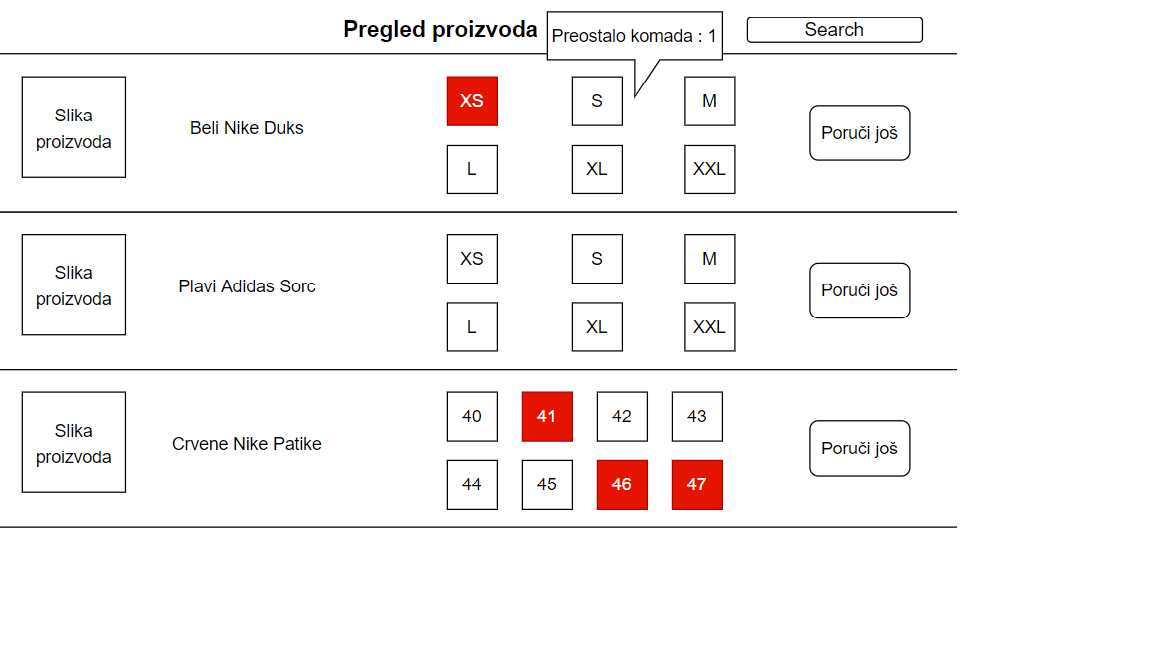 Pregled proizvoda
Preostalo komada : 1
Search
Slika
proizvoda
Beli Nike Duks
XS
S
M
L
XL
XXL
Poruči još
Slika
proizvoda
Plavi Adidas Sorc
XS
S
M
L
XL
XXL
Poruči još
Slika
proizvoda
Crvene Nike Patike
40
41
42
43
44
45
46
47
Poruči još